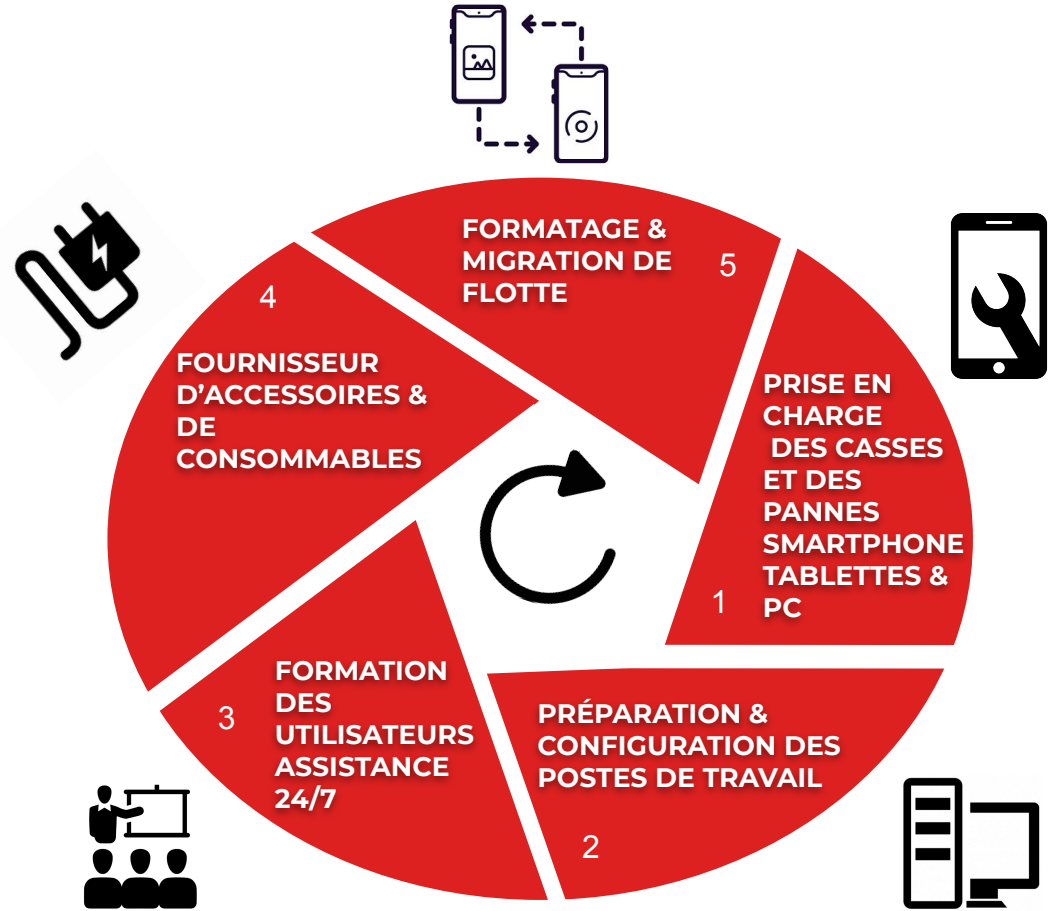 FORMATAGE &
MIGRATION DE
FLOTTE
5
PRISE EN
CHARGE
DES CASSES
ET DES
PANNES
SMARTPHONE
TABLETTES &
PC
1
PRÉPARATION &
CONFIGURATION DES
POSTES DE TRAVAIL
2
FORMATION
DES
UTILISATEURS
ASSISTANCE
24/7
3
4
FOURNISSEUR
D’ACCESSOIRES &
DE
CONSOMMABLES